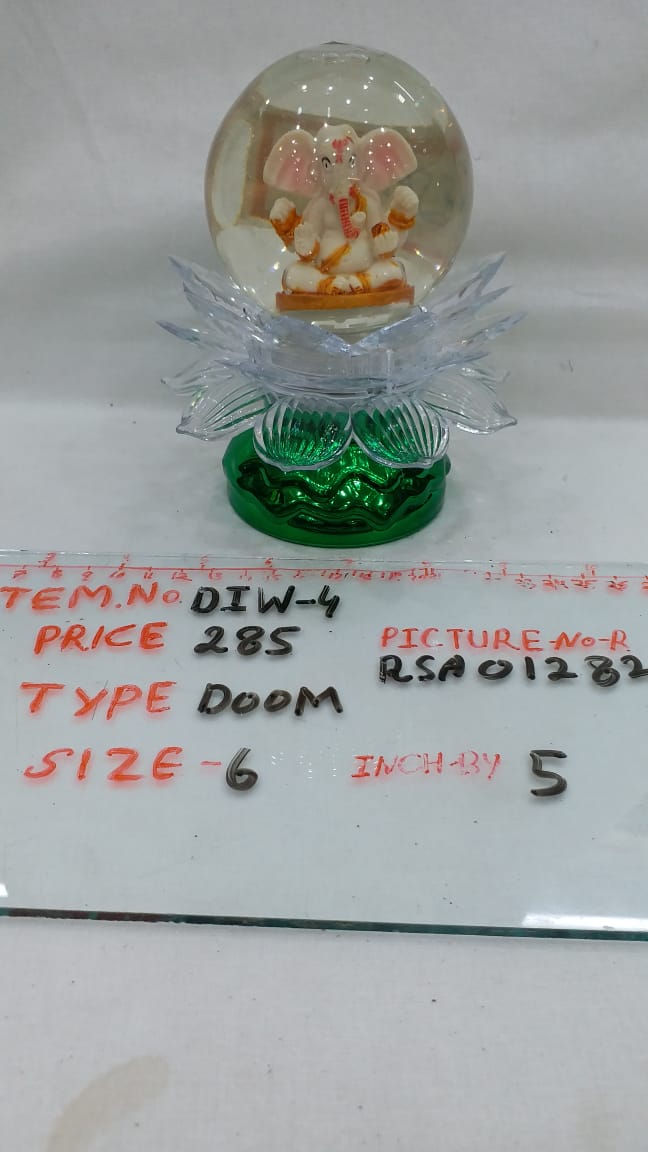 TEM.No. DIW-4
PRICE 285
PICTURE-No-R
RSA01282
TYPE DOOM
SIZE-6 INCH-BY 5